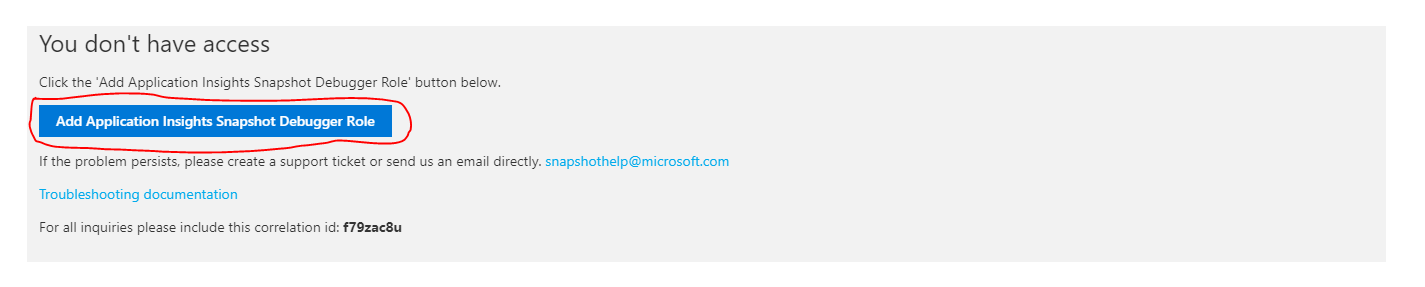 You don't have access
Click the 'Add Application Insights Snapshot Debugger Role' button below.
Add Application Insights Snapshot Debugger Role
If the problem persists, please create a support ticket or send us an email directly. snapshothelp@microsoft.com
Troubleshooting documentation
For all inquiries please include this correlation id: f79zac8u